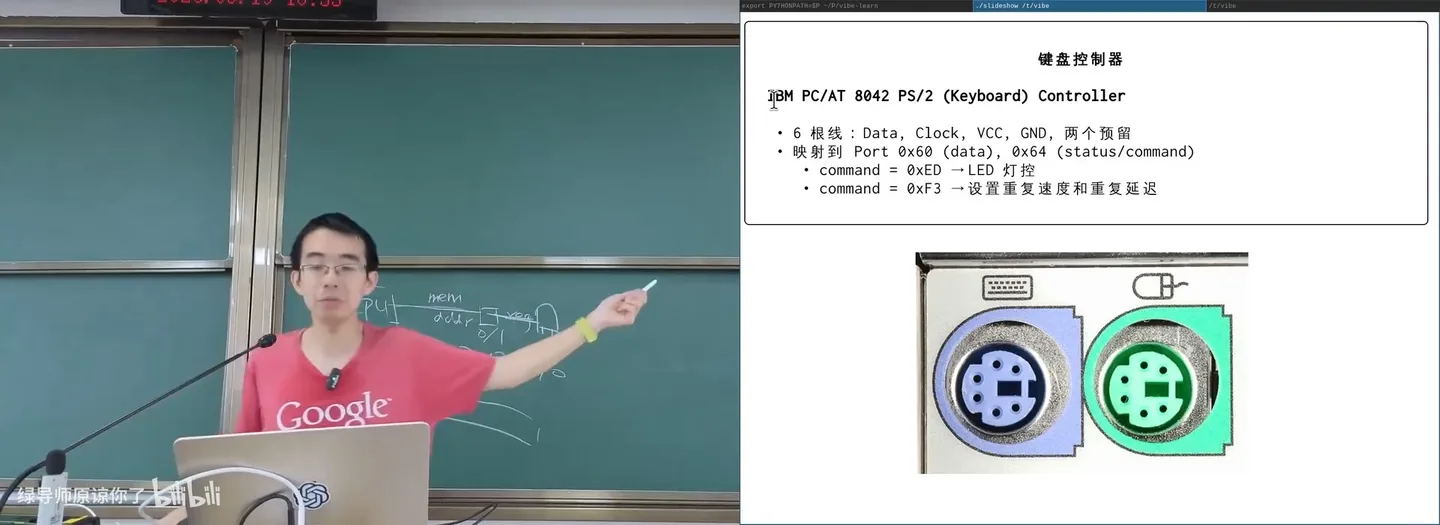 export PYTHONPATH=$P ~/P/vibe-learn
./slideshow /t/vibe
/t/vibe
键盘控制器
IBM PC/AT 8042 PS/2 (Keyboard) Controller
• 6 根线：Data, Clock, VCC, GND, 两个预留
• 映射到 Port 0x60 (data), 0x64 (status/command)
• command = 0xED →LED 灯控
• command = 0xF3 →设置重复速度和重复延迟
mem
addr
reg
0/1
Google
绿导师原谅你了 bilibili